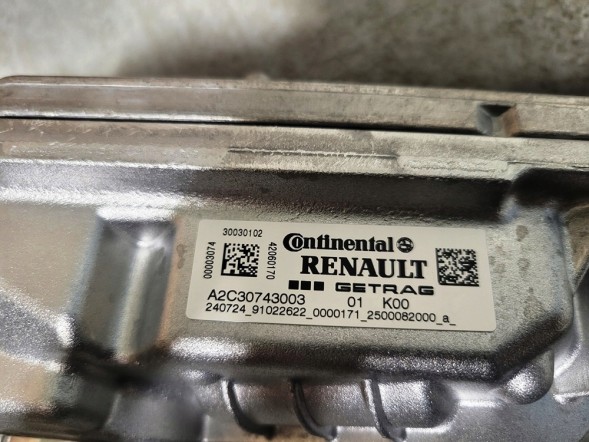 30030102
00003074
42060170
Continental
RENAULT
GETRAG
A2C30743003 01 K00
240724_91022622_0000171_2500082000_a_